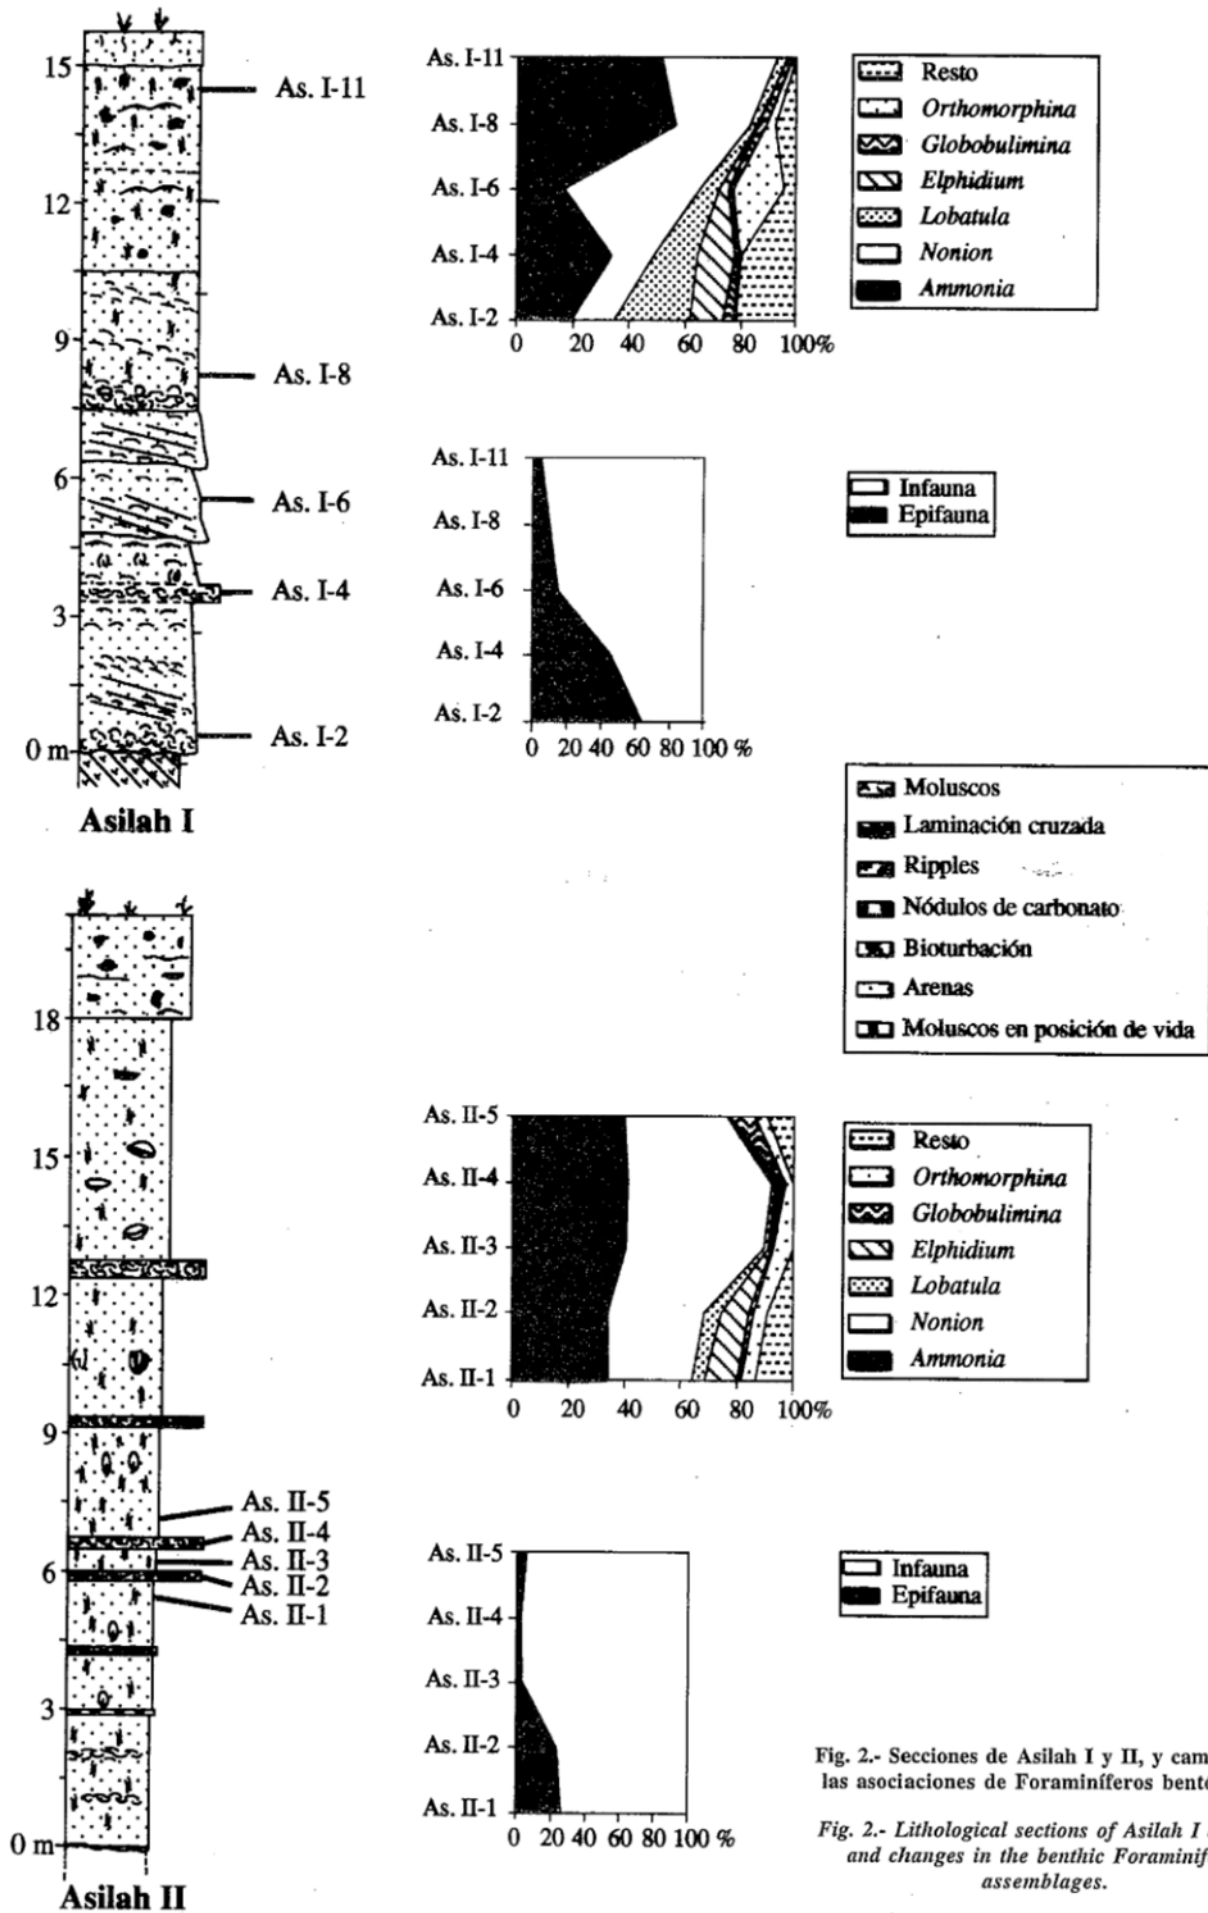 15
12
9
6
3
0 m
As. I-11
As. I-8
As. I-6
As. I-4
As. I-2
Asilah I
As. I-11
As. I-8
As. I-6
As. I-4
As. I-2
0 20 40 60 80 100%
Resto
Orthomorphina
Globobulimina
Elphidium
Lobatula
Nonion
Ammonia
As. I-11
As. I-8
As. I-6
As. I-4
As. I-2
0 20 40 60 80 100 %
Infauna
Epifauna
Moluscos
Laminación cruzada
Ripples
Nódulos de carbonato
Bioturbación
Arenas
Moluscos en posición de vida
18
15
12
9
6
3
0 m
As. II-5
As. II-4
As. II-3
As. II-2
As. II-1
Asilah II
As. II-5
As. II-4
As. II-3
As. II-2
As. II-1
0 20 40 60 80 100%
Resto
Orthomorphina
Globobulimina
Elphidium
Lobatula
Nonion
Ammonia
As. II-5
As. II-4
As. II-3
As. II-2
As. II-1
0 20 40 60 80 100 %
Infauna
Epifauna
Fig. 2.- Secciones de Asilah I y II, y cam
las asociaciones de Foraminíferos bent
Fig. 2.- Lithological sections of Asilah I
and changes in the benthic Foraminif
assemblages.